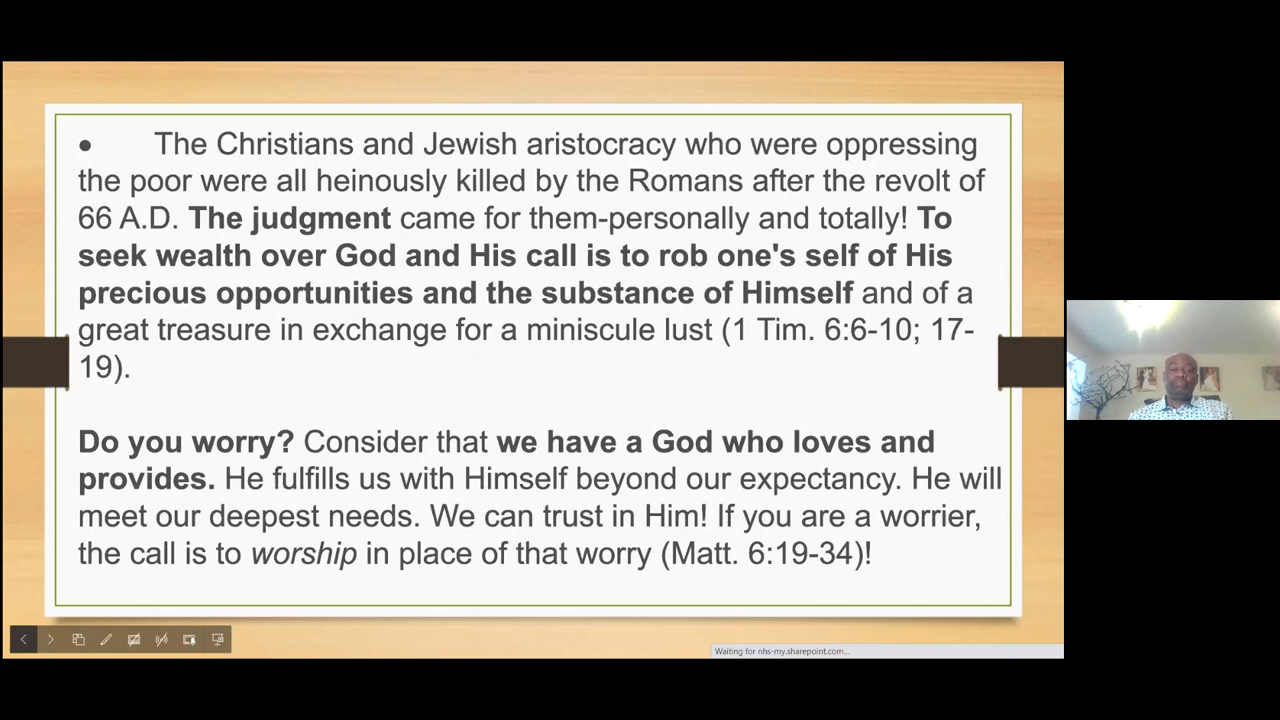 • The Christians and Jewish aristocracy who were oppressing
the poor were all heinously killed by the Romans after the revolt of
66 A.D. The judgment came for them-personally and totally! To
seek wealth over God and His call is to rob one's self of His
precious opportunities and the substance of Himself and of a
great treasure in exchange for a miniscule lust (1 Tim. 6:6-10; 17-
19).
Do you worry? Consider that we have a God who loves and
provides. He fulfills us with Himself beyond our expectancy. He will
meet our deepest needs. We can trust in Him! If you are a worrier,
the call is to worship in place of that worry (Matt. 6:19-34)!
Waiting for nhs-my.sharepoint.com...